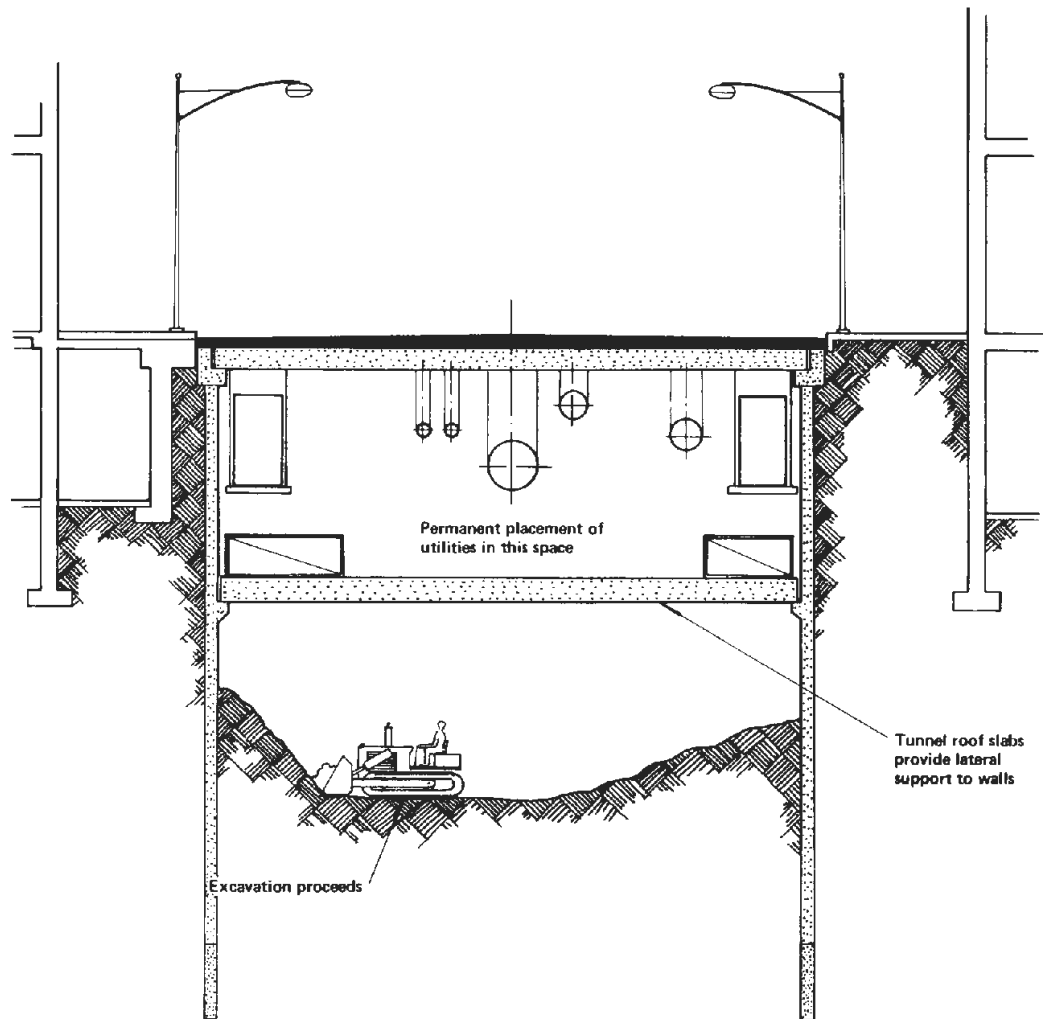 Permanent placement of
utilities in this space
Tunnel roof slabs
provide lateral
support to walls
Excavation proceeds